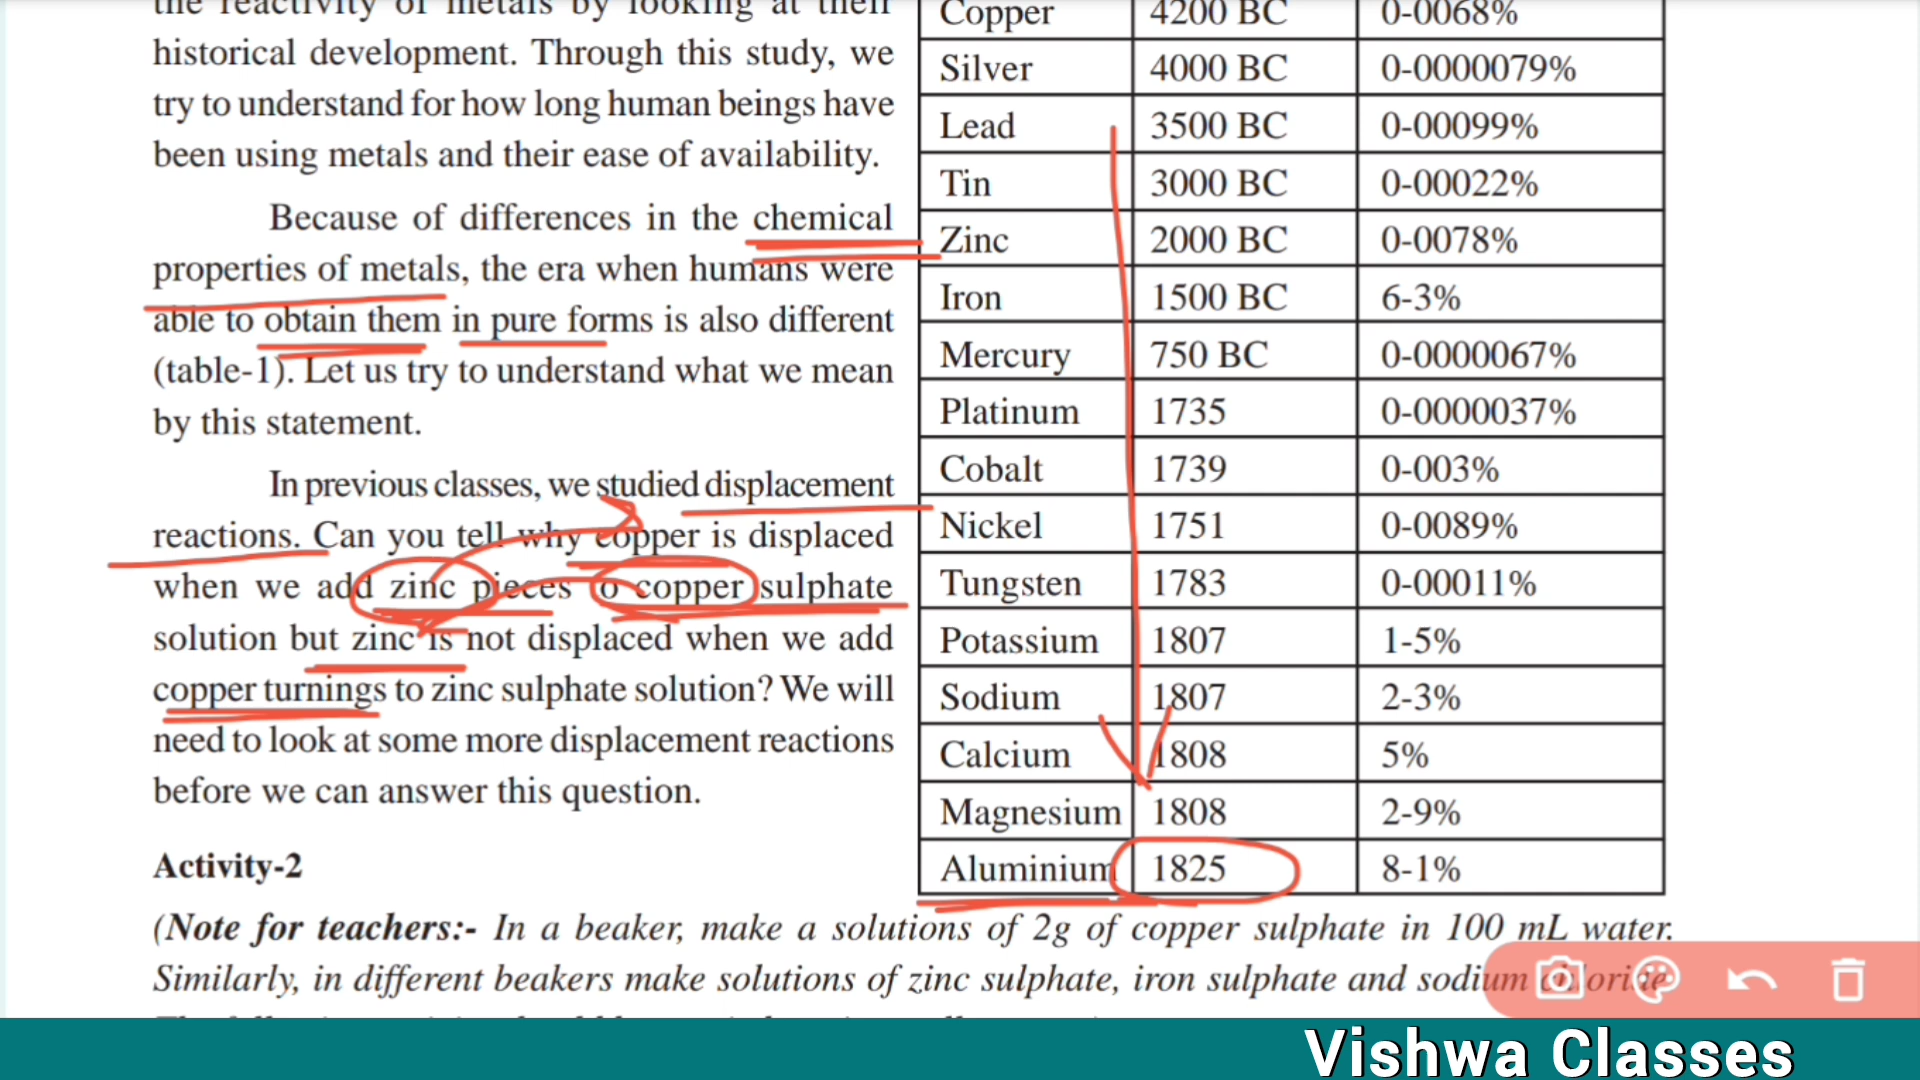 the reactivity of metals by looking at their
historical development. Through this study, we
try to understand for how long human beings have
been using metals and their ease of availability.
Because of differences in the chemical
properties of metals, the era when humans were
able to obtain them in pure forms is also different
(table-1). Let us try to understand what we mean
by this statement.
In previous classes, we studied displacement
reactions. Can you tell why copper is displaced
when we add zinc pieces o copper sulphate
solution but zinc is not displaced when we add
copper turnings to zinc sulphate solution? We will
need to look at some more displacement reactions
before we can answer this question.
Copper 4200 BC 0-0068%
Silver 4000 BC 0-0000079%
Lead 3500 BC 0-00099%
Tin 3000 BC 0-00022%
Zinc 2000 BC 0-0078%
Iron 1500 BC 6-3%
Mercury 750 BC 0-0000067%
Platinum 1735 0-0000037%
Cobalt 1739 0-003%
Nickel 1751 0-0089%
Tungsten 1783 0-00011%
Potassium 1807 1-5%
Sodium 1807 2-3%
Calcium 1808 5%
Magnesium 1808 2-9%
Aluminium 1825 8-1%
Activity-2
(Note for teachers:- In a beaker, make a solutions of 2g of copper sulphate in 100 mL water.
Similarly, in different beakers make solutions of zinc sulphate, iron sulphate and sodium chloride
Vishwa Classes